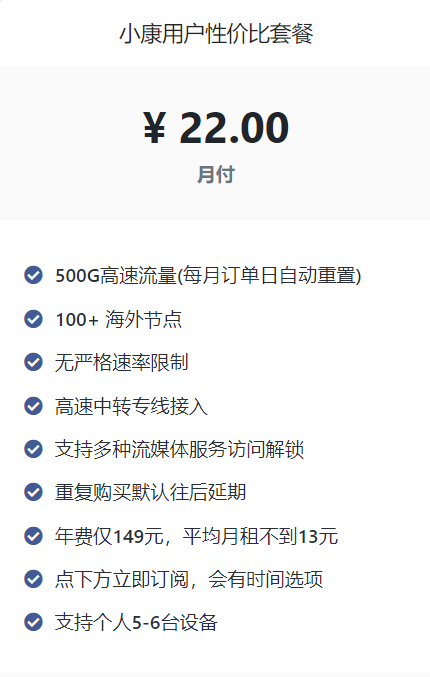 小康用户性价比套餐
¥ 22.00
月付
500G高速流量(每月订单日自动重置)
100+ 海外节点
无严格速率限制
高速中转专线接入
支持多种流媒体服务访问解锁
重复购买默认往后延期
年费仅149元，平均月租不到13元
点下方立即订阅，会有时间选项
支持个人5-6台设备